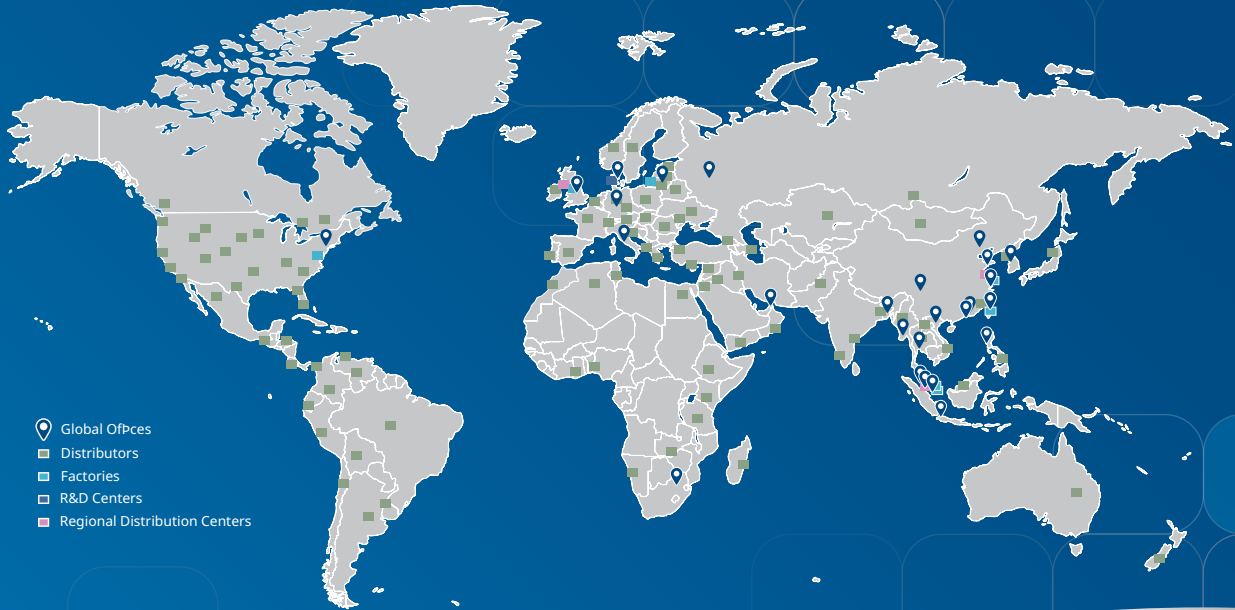 Global OfÞces
Distributors
Factories
R&D Centers
Regional Distribution Centers